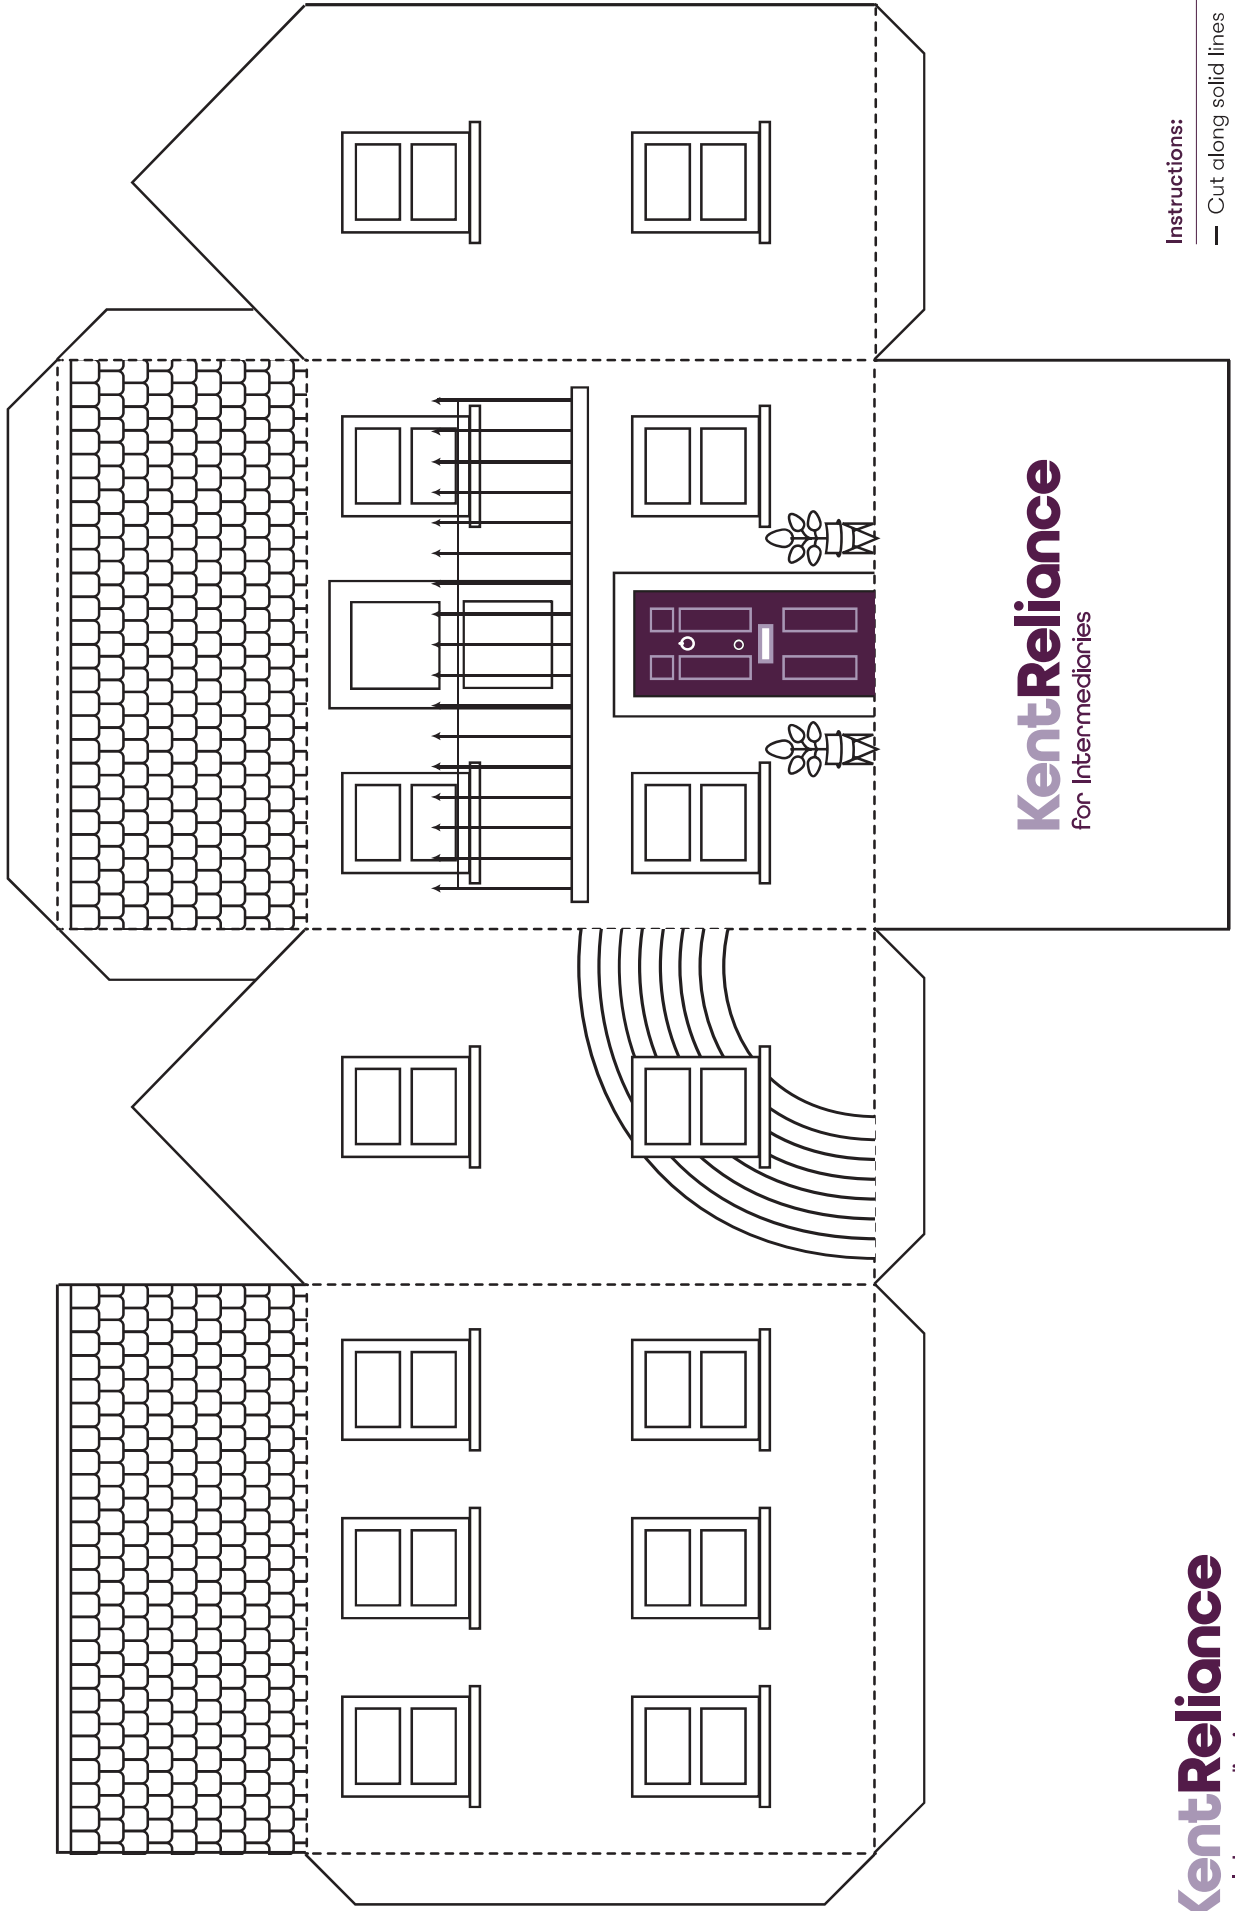 Instructions:
— Cut along solid lines
KentReliance
for Intermediaries
KentReliance